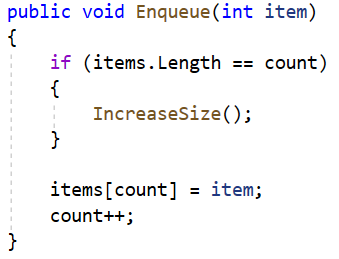 public void Enqueue(int item)
{
    if (items.Length == count)
    {
        IncreaseSize();
    }

    items[count] = item;
    count++;
}